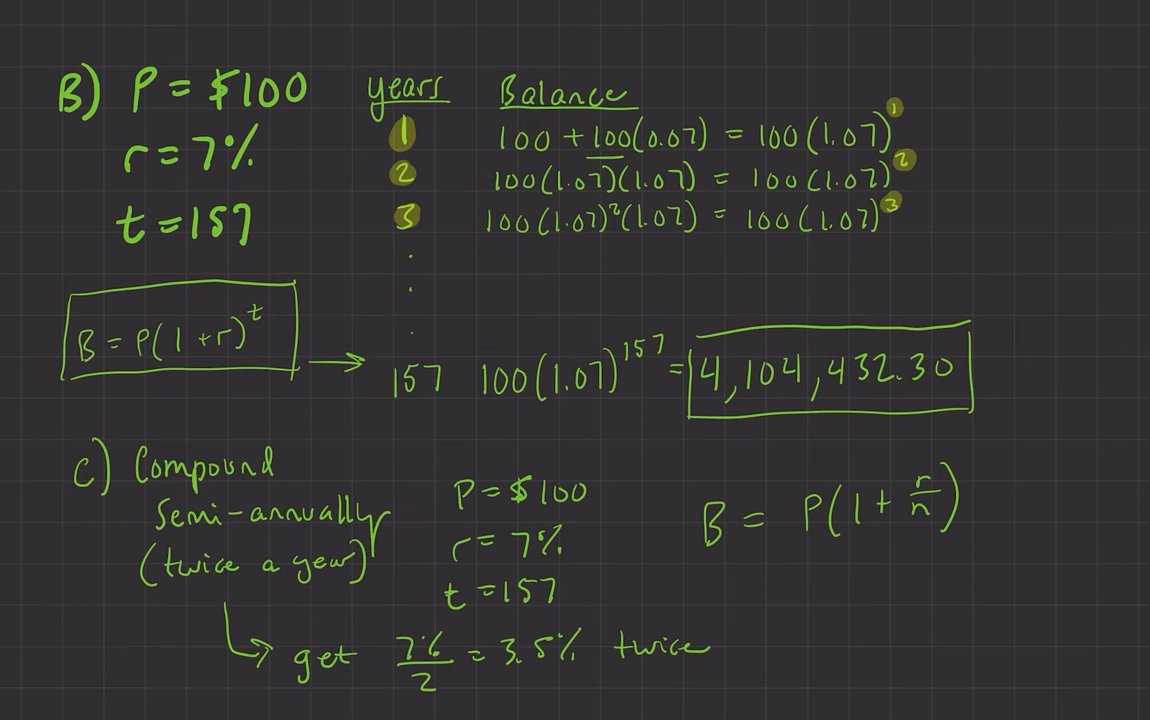 B) P = $100
r = 7%
t = 157
years Balance
1 100 + 100(0.07) = 100(1.07)^1
2 100(1.07)(1.07) = 100(1.07)^2
3 100(1.07)^2(1.07) = 100(1.07)^3
.
.
.
B = P(1+r)^t → 157 100(1.07)^157 = 4,104,432.30
C) Compound
semi-annually
(twice a year)
P = $100
r = 7%
t = 157
B = P(1 + r/n)
↳ get 7%/2 = 3.5% twice